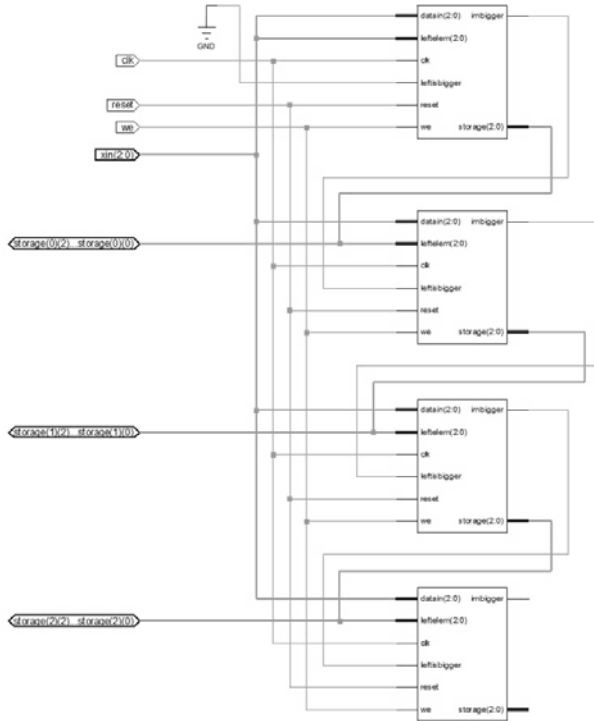 datain(2:0) imbigger
leftelem(2:0)
GND
clk
clk
leftisbigger
reset
reset
we
we storage(2:0)
xin(2:0)
datain(2:0) imbigger
storage(0)(2)...storage(0)(0)
leftelem(2:0)
clk
leftisbigger
reset
we storage(2:0)
datain(2:0) imbigger
storage(1)(2)...storage(1)(0)
leftelem(2:0)
clk
leftisbigger
reset
we storage(2:0)
datain(2:0) imbigger
storage(2)(2)...storage(2)(0)
leftelem(2:0)
clk
leftisbigger
reset
we storage(2:0)